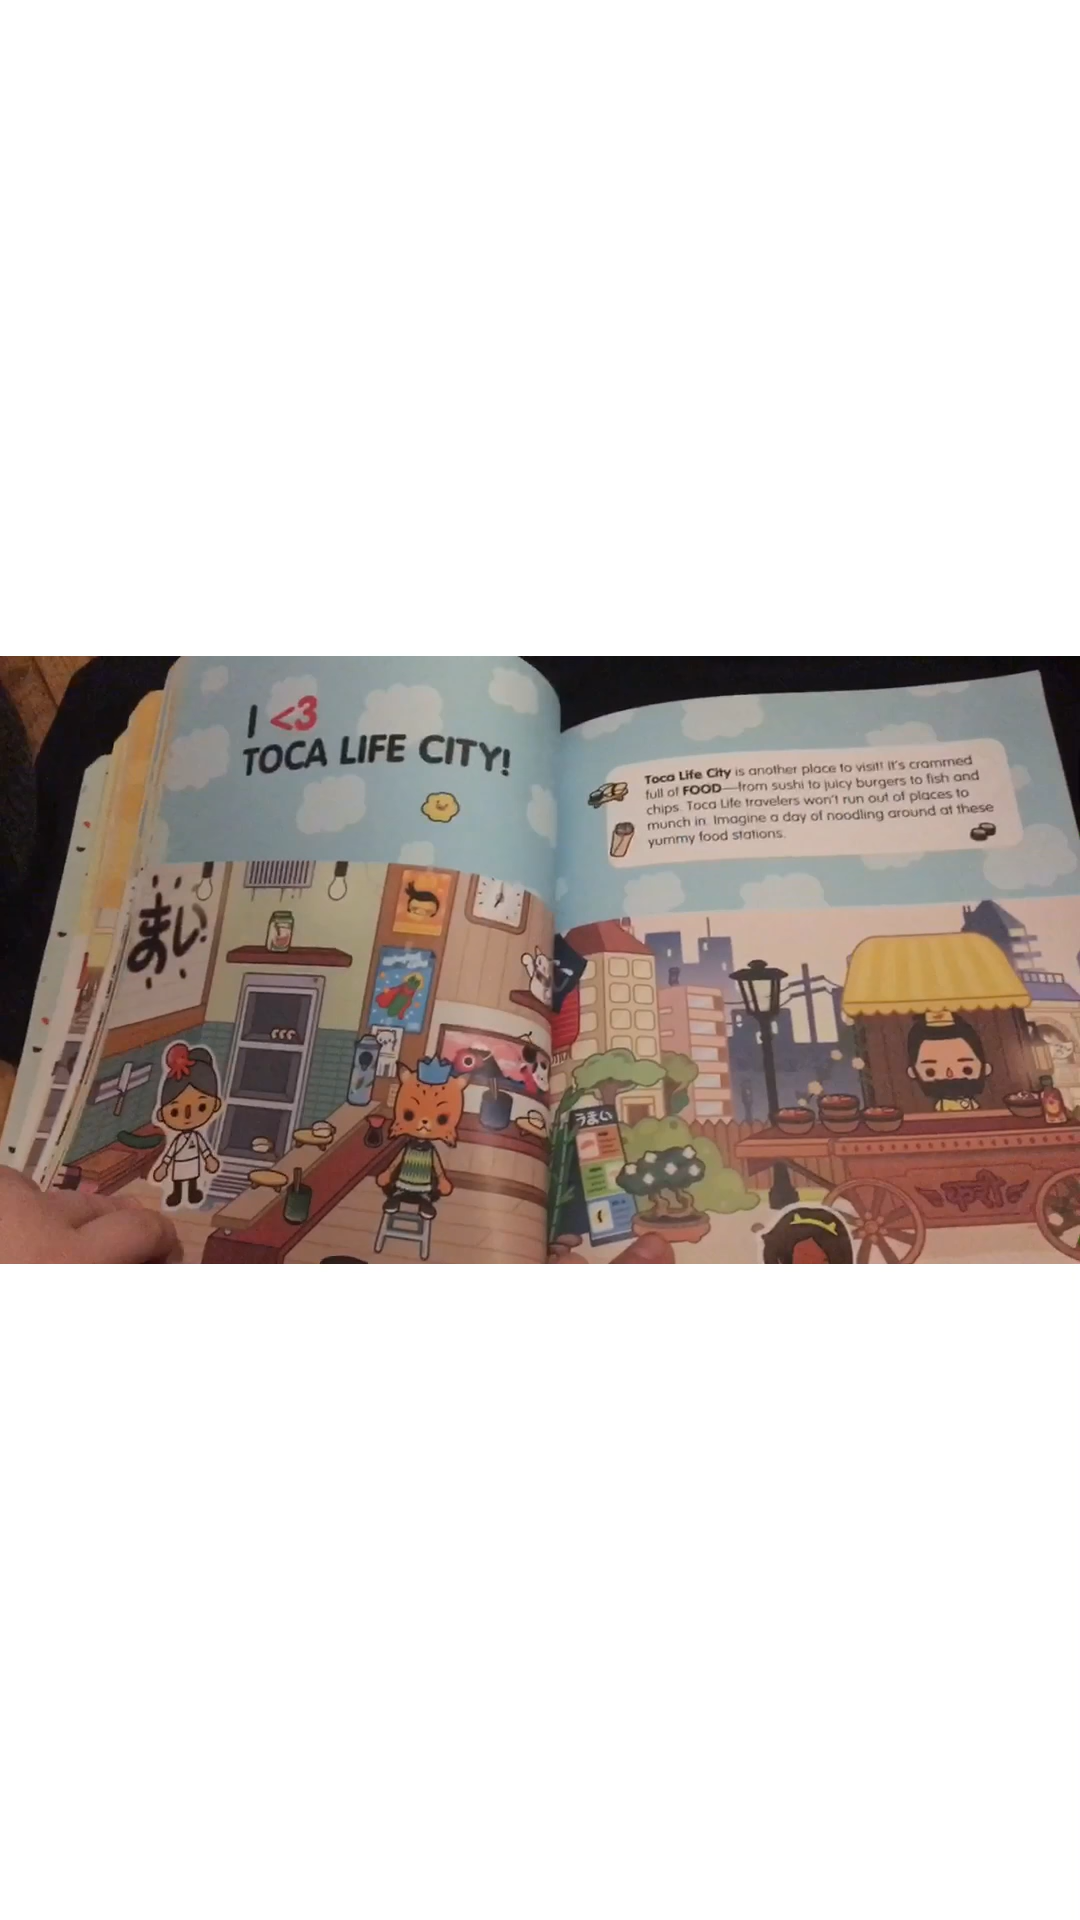 I <3
TOCA LIFE CITY!
Toca Life City is another place to visit! It's crammed
full of FOOD—from sushi to juicy burgers to fish and
chips. Toca Life travelers won't run out of places to
munch in. Imagine a day of noodling around at these
yummy food stations.
まい
うまい